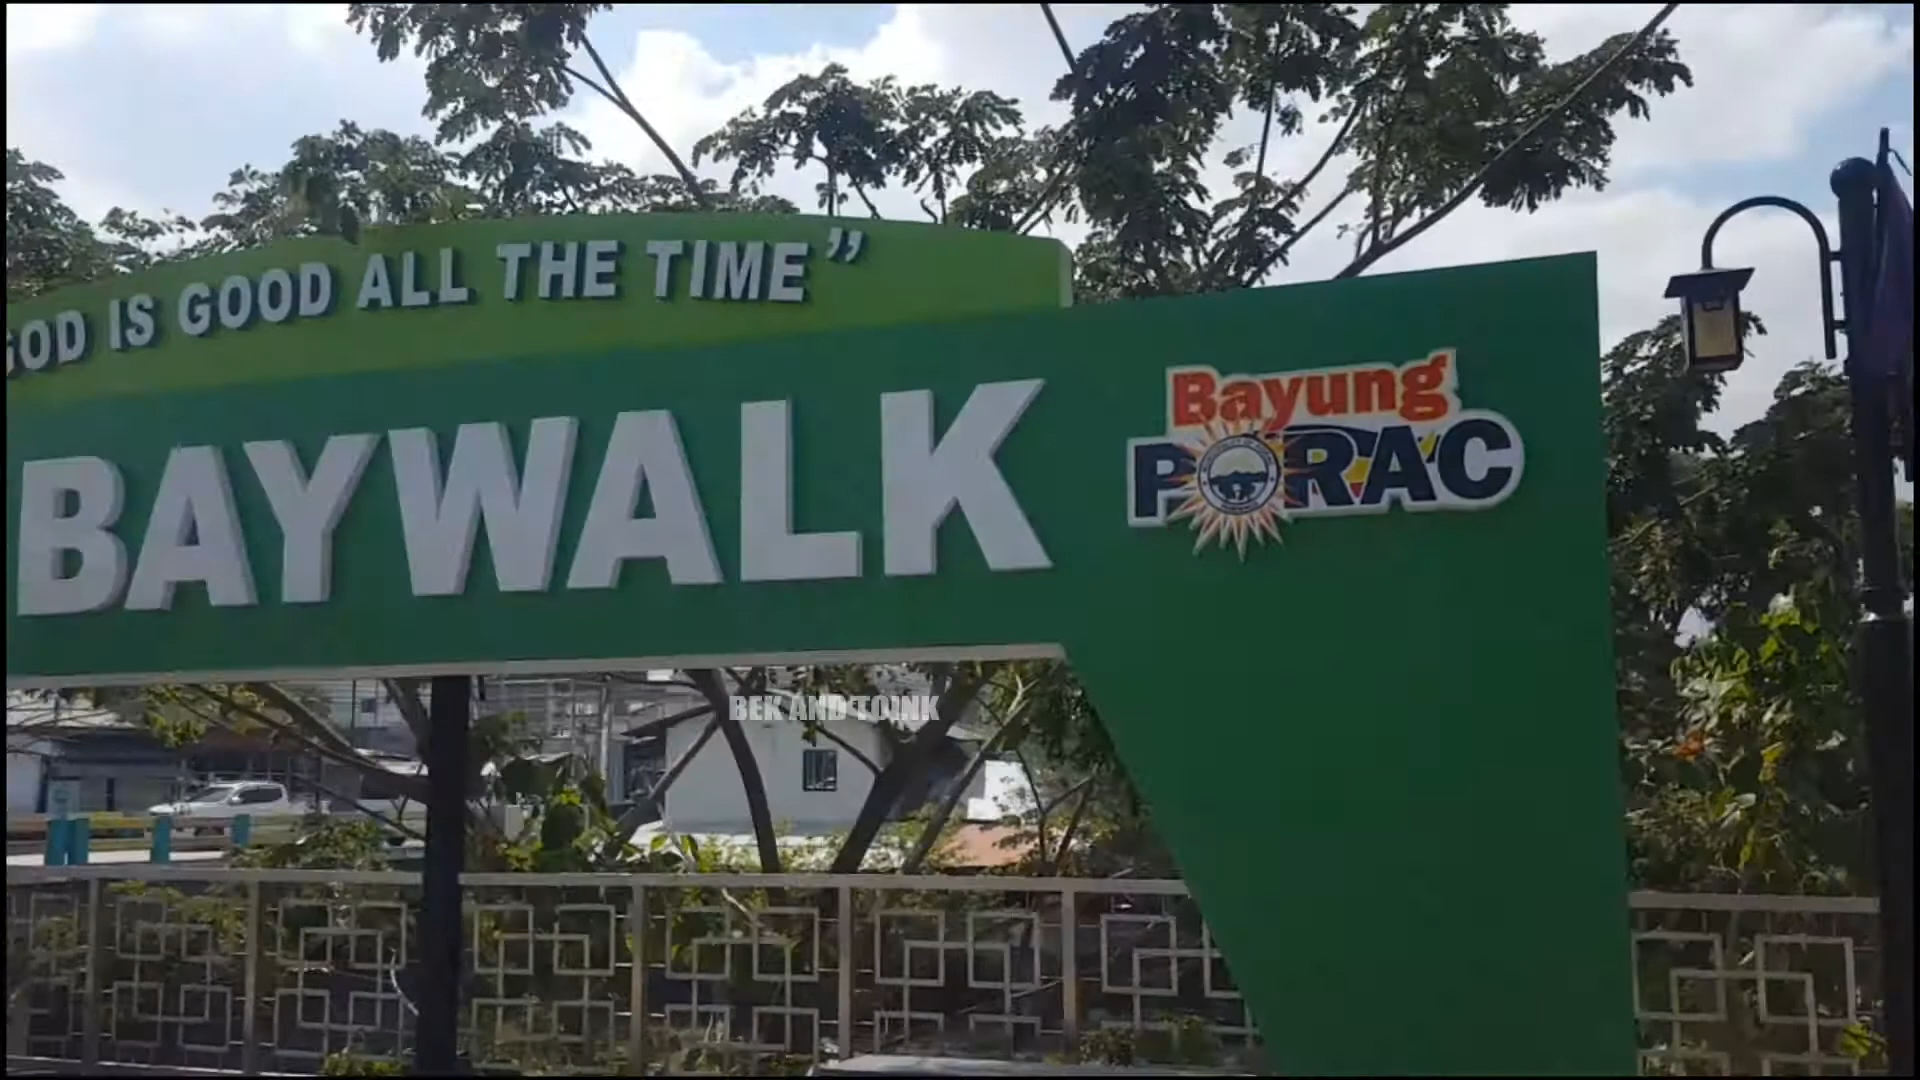 GOD IS GOOD ALL THE TIME”
BAYWALK
Bayung
PORAC
BEK AND TOINK